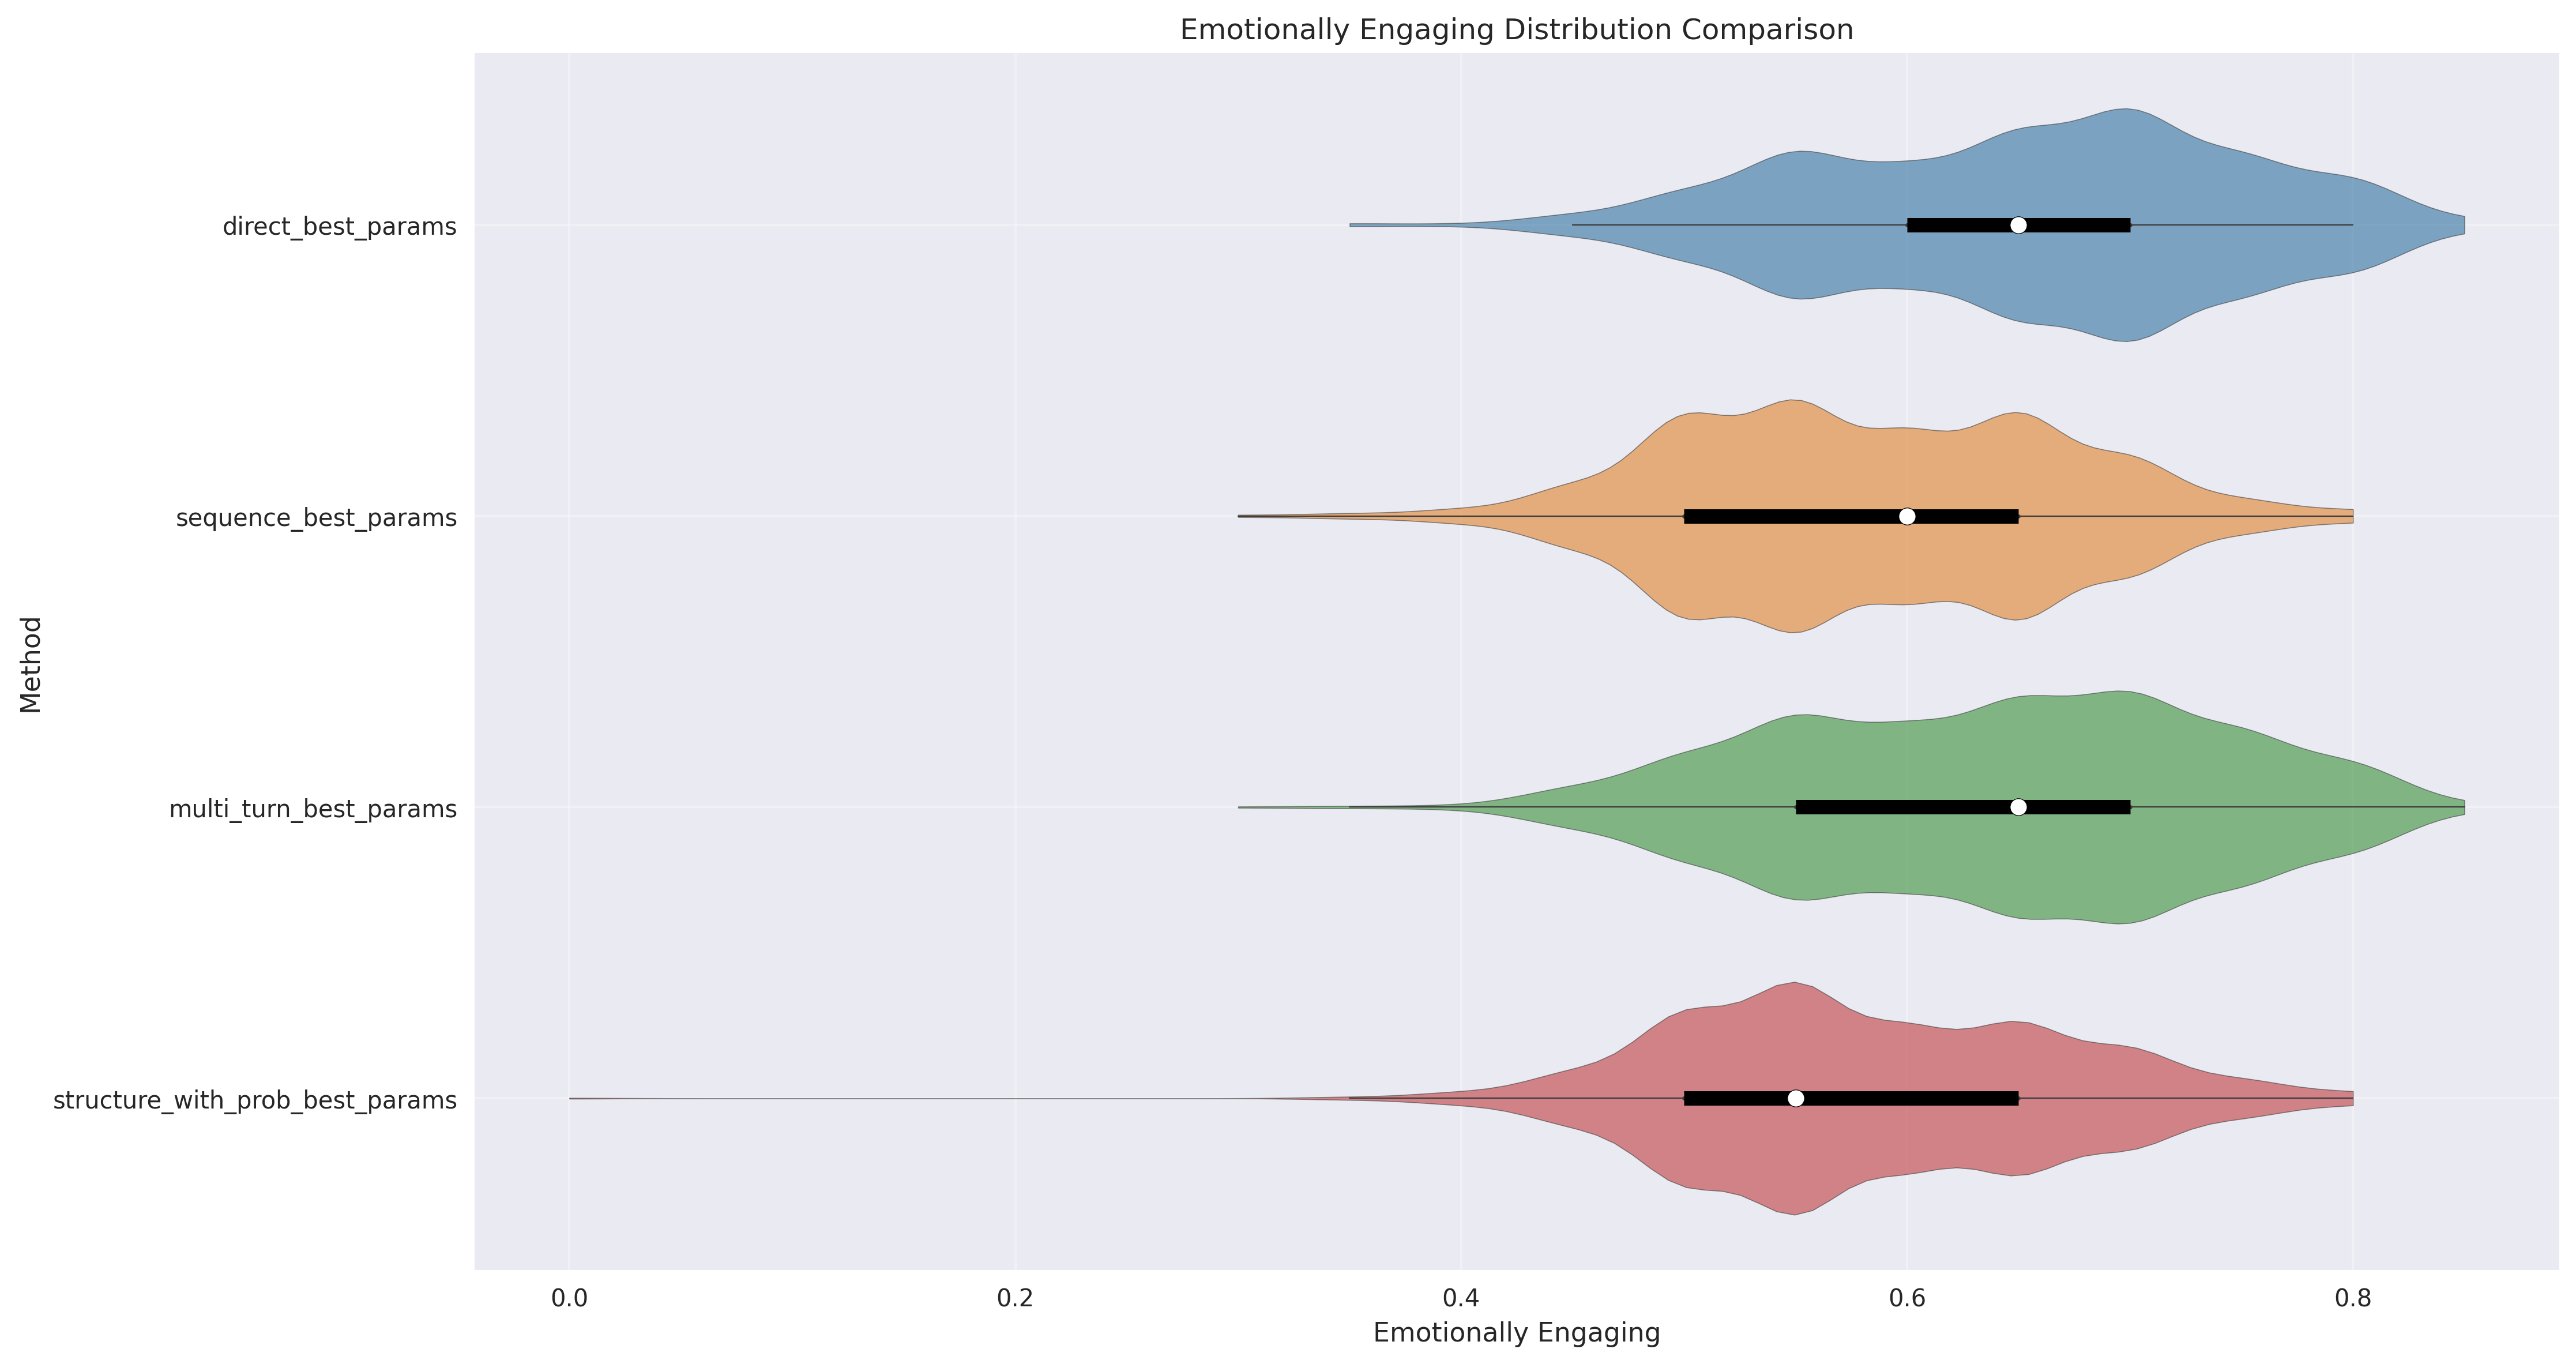 Emotionally Engaging Distribution Comparison
Method
direct_best_params
sequence_best_params
multi_turn_best_params
structure_with_prob_best_params
0.0 0.2 0.4 0.6 0.8
Emotionally Engaging